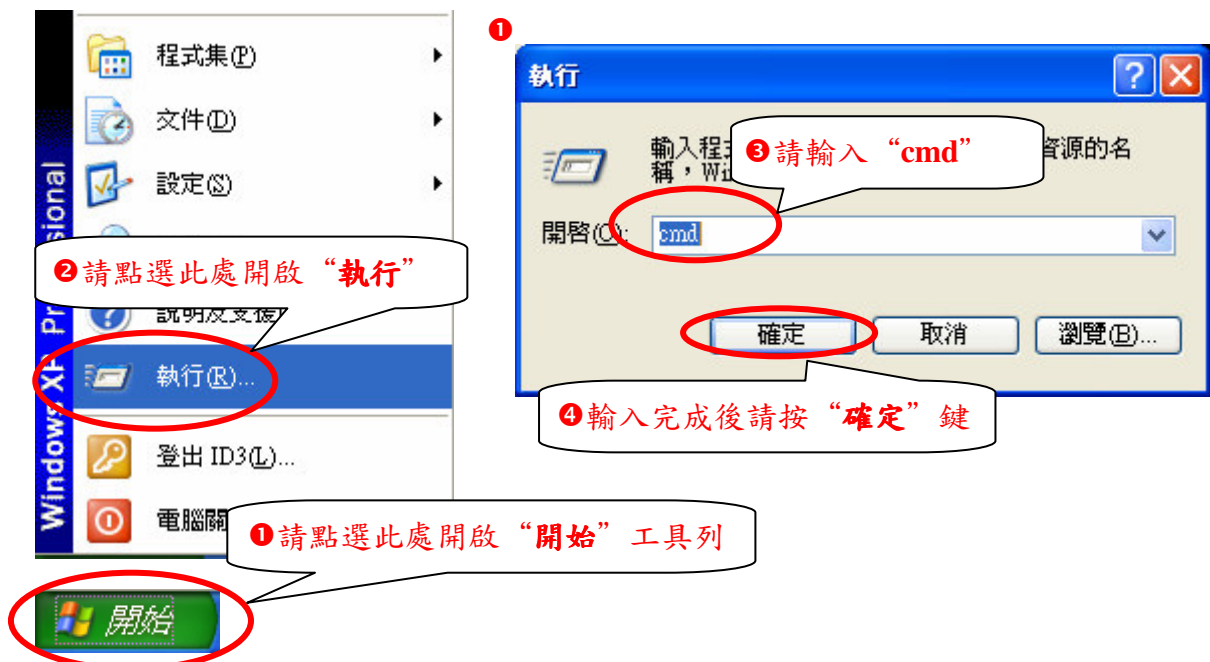 程式集(P)
文件(D)
設定(S)
❷請點選此處開啟“執行”
說明及支援
執行(R)...
登出 ID3(L)...
電腦關
❶請點選此處開啟“開始”工具列
開始
Windows XP Pr sional
❶
執行
輸入程 資源的名
稱，Wi
❸請輸入“cmd”
開啓(O): cmd
確定 取消 瀏覽(B)...
❹輸入完成後請按“確定”鍵